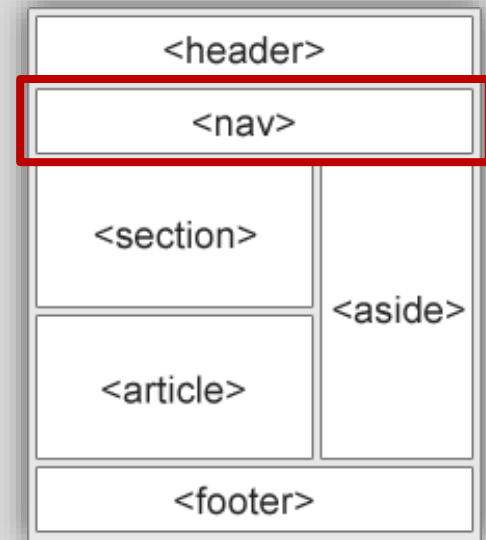 <header>
<nav>
<section>
<aside>
<article>
<footer>